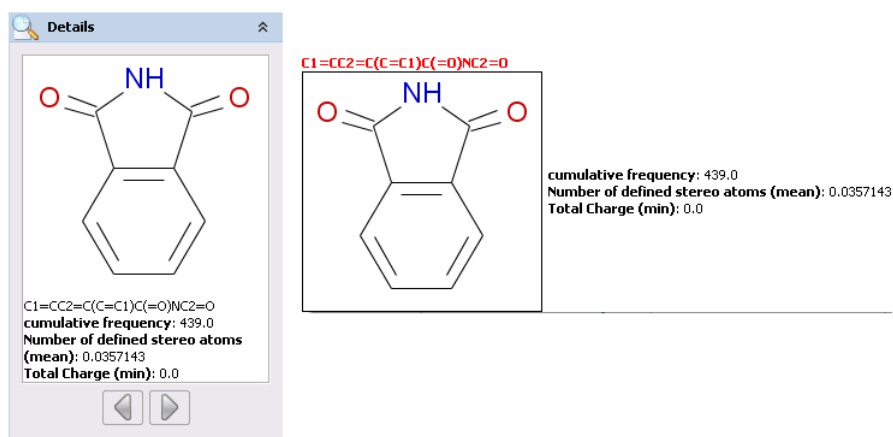 Details
NH
O O
C1=CC2=C(C=C1)C(=O)NC2=O
cumulative frequency: 439.0
Number of defined stereo atoms
(mean): 0.0357143
Total Charge (min): 0.0
C1=CC2=C(C=C1)C(=O)NC2=O
NH
O O
cumulative frequency: 439.0
Number of defined stereo atoms (mean): 0.0357143
Total Charge (min): 0.0